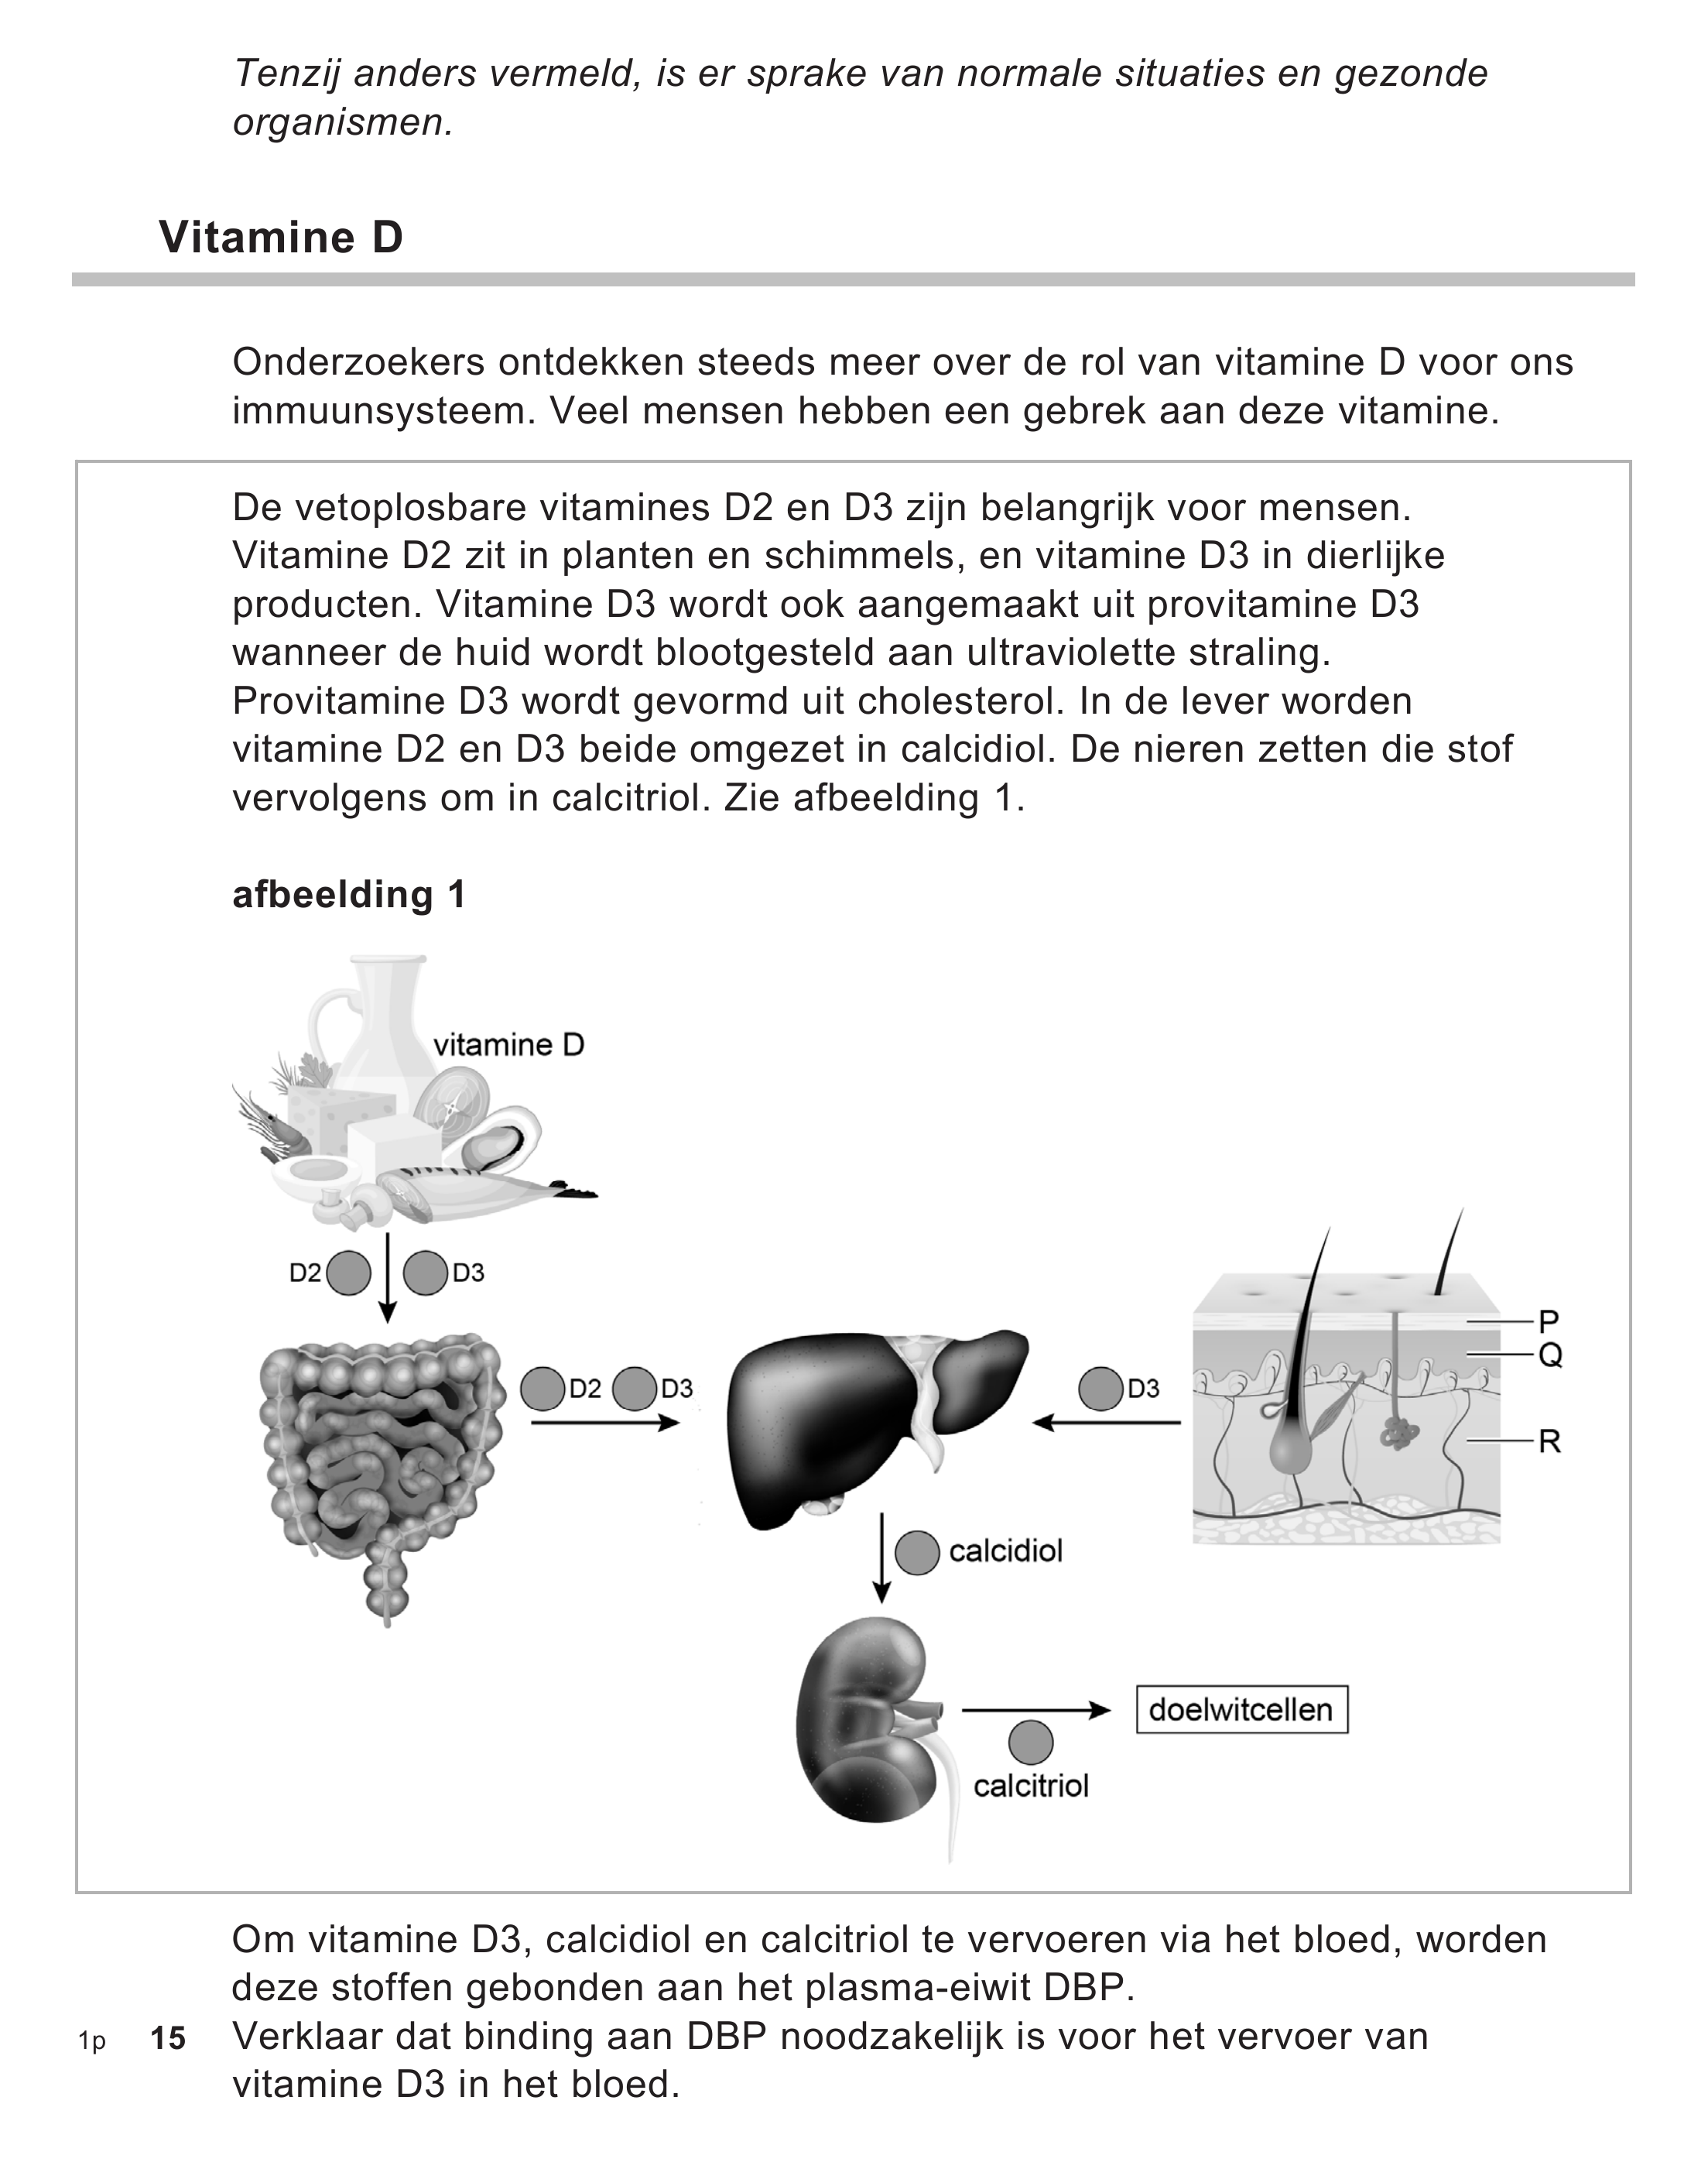 Tenzij anders vermeld, is er sprake van normale situaties en gezonde
organismen.
Vitamine D
Onderzoekers ontdekken steeds meer over de rol van vitamine D voor ons
immuunsysteem. Veel mensen hebben een gebrek aan deze vitamine.
De vetoplosbare vitamines D2 en D3 zijn belangrijk voor mensen.
Vitamine D2 zit in planten en schimmels, en vitamine D3 in dierlijke
producten. Vitamine D3 wordt ook aangemaakt uit provitamine D3
wanneer de huid wordt blootgesteld aan ultraviolette straling.
Provitamine D3 wordt gevormd uit cholesterol. In de lever worden
vitamine D2 en D3 beide omgezet in calcidiol. De nieren zetten die stof
vervolgens om in calcitriol. Zie afbeelding 1.
afbeelding 1
vitamine D
D2 D3
D2 D3
D3
P
Q
R
calcidiol
doelwitcellen
calcitriol
Om vitamine D3, calcidiol en calcitriol te vervoeren via het bloed, worden
deze stoffen gebonden aan het plasma-eiwit DBP.
1p 15 Verklaar dat binding aan DBP noodzakelijk is voor het vervoer van
vitamine D3 in het bloed.